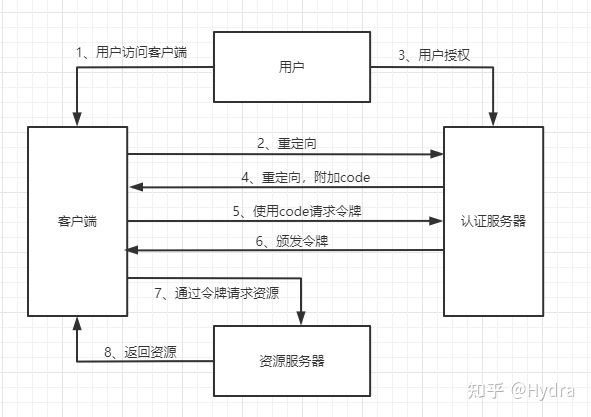 用户
1、用户访问客户端
3、用户授权
客户端
认证服务器
2、重定向
4、重定向，附加code
5、使用code请求令牌
6、颁发令牌
7、通过令牌请求资源
8、返回资源
资源服务器
知乎 @Hydra